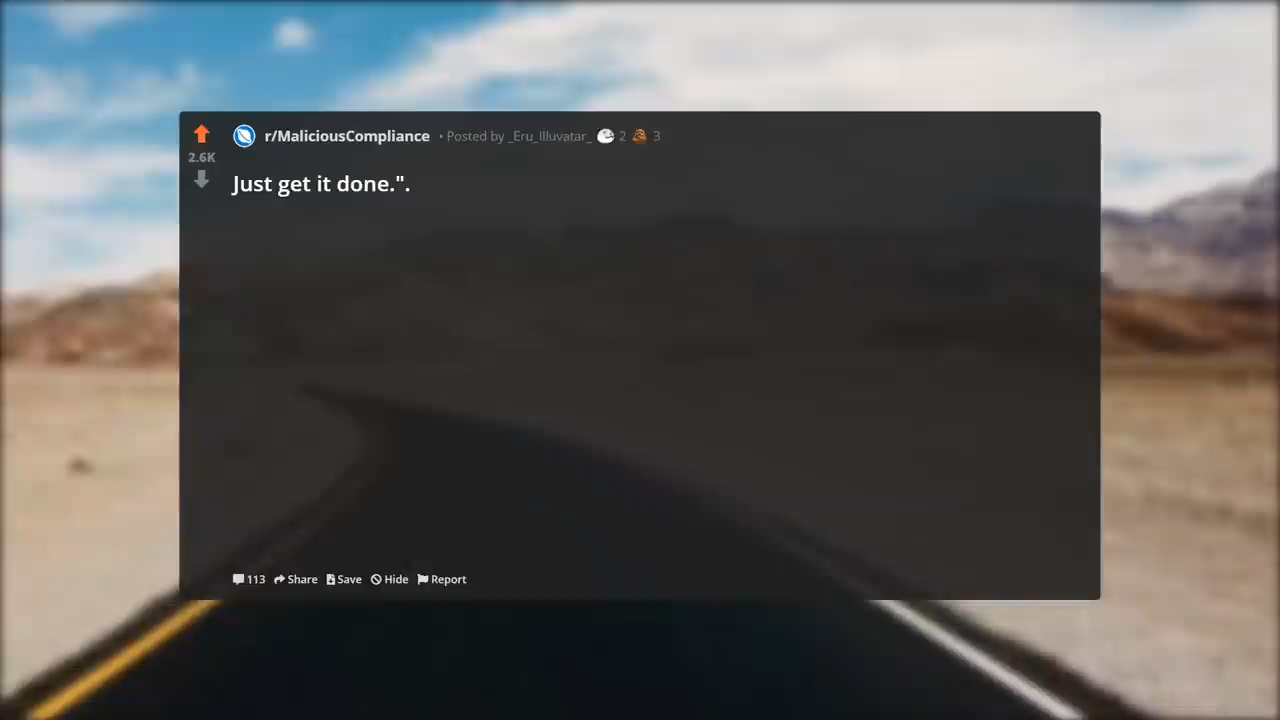 r/MaliciousCompliance · Posted by _Eru_Illuvatar_ 2 3
2.6K
Just get it done.".
113 Share Save Hide Report